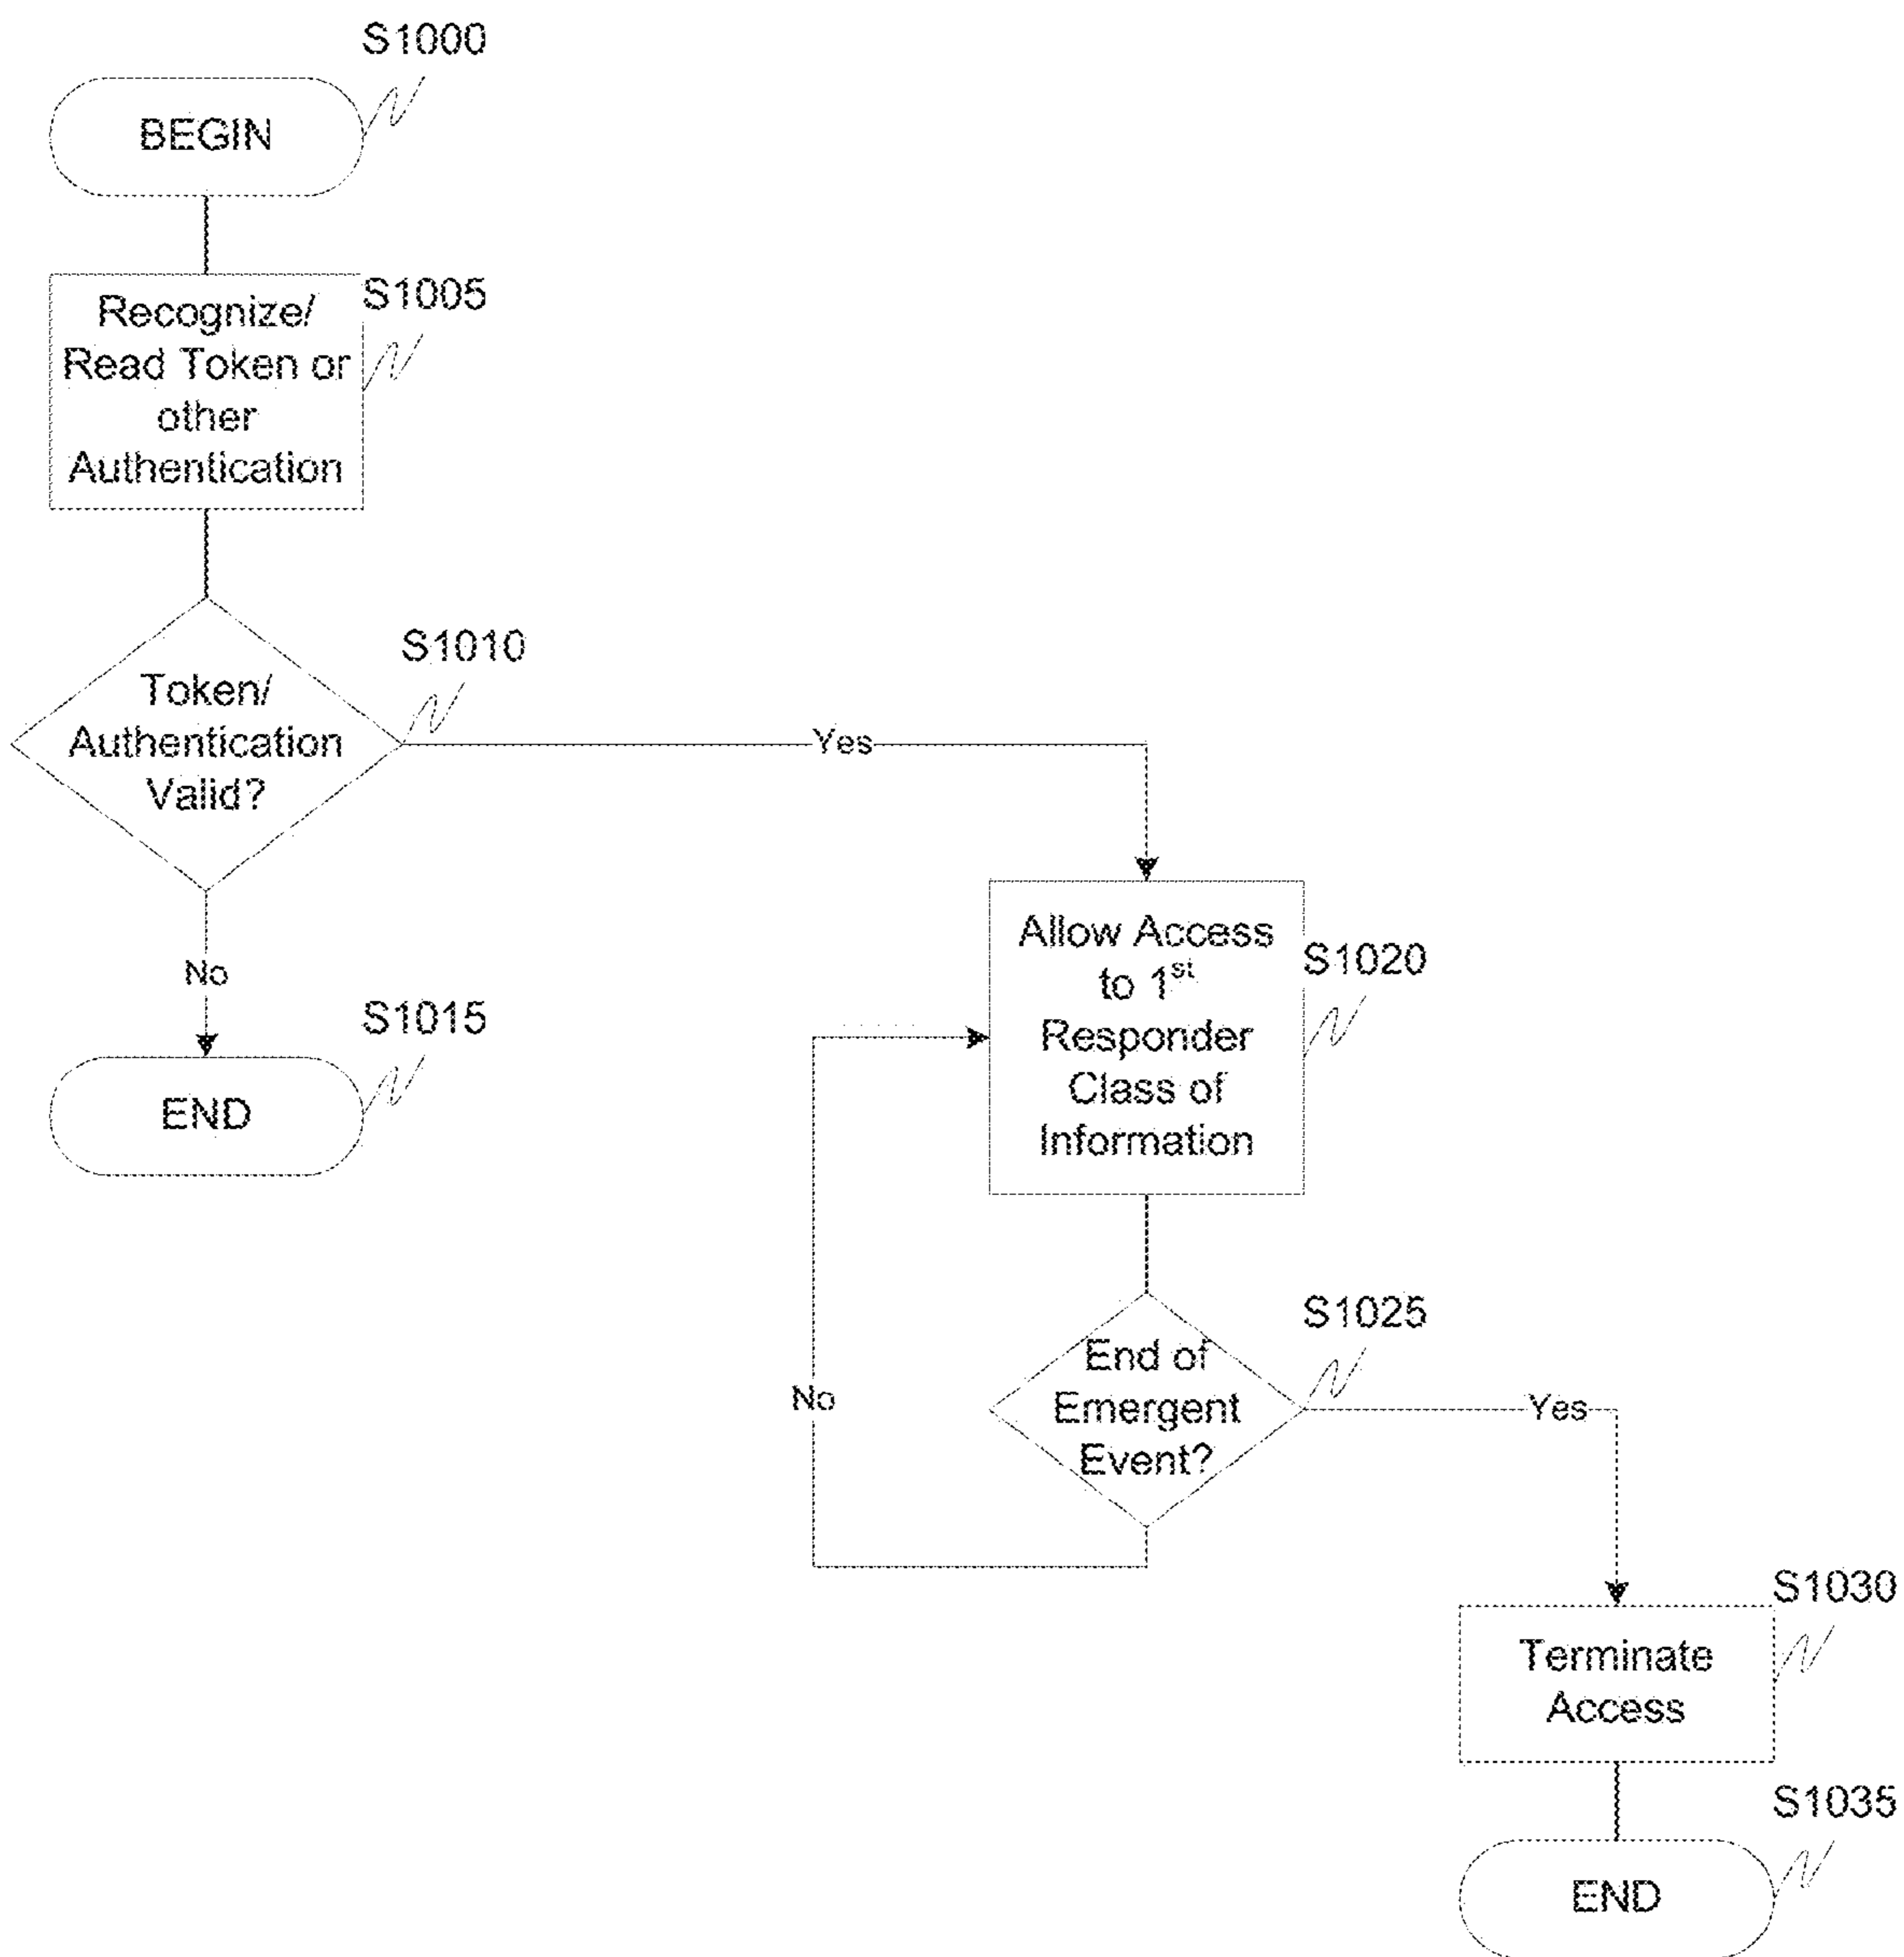 S1000
BEGIN
S1005
Recognize/
Read Token or
other
Authentication
S1010
Token/
Authentication
Valid?
Yes
No
S1015
END
Allow Access
to 1st
Responder
Class of
Information
S1020
S1025
End of
Emergent
Event?
No
Yes
S1030
Terminate
Access
S1035
END